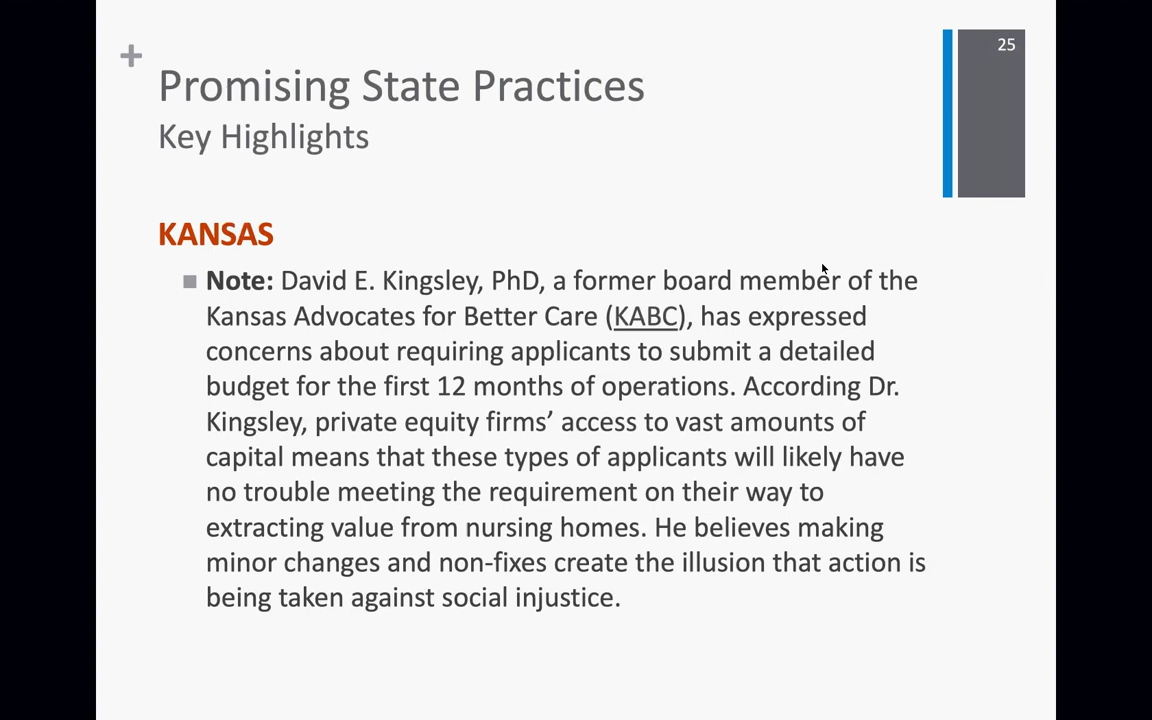 25
+
Promising State Practices
Key Highlights
KANSAS
Note: David E. Kingsley, PhD, a former board member of the
Kansas Advocates for Better Care (KABC), has expressed
concerns about requiring applicants to submit a detailed
budget for the first 12 months of operations. According Dr.
Kingsley, private equity firms’ access to vast amounts of
capital means that these types of applicants will likely have
no trouble meeting the requirement on their way to
extracting value from nursing homes. He believes making
minor changes and non-fixes create the illusion that action is
being taken against social injustice.